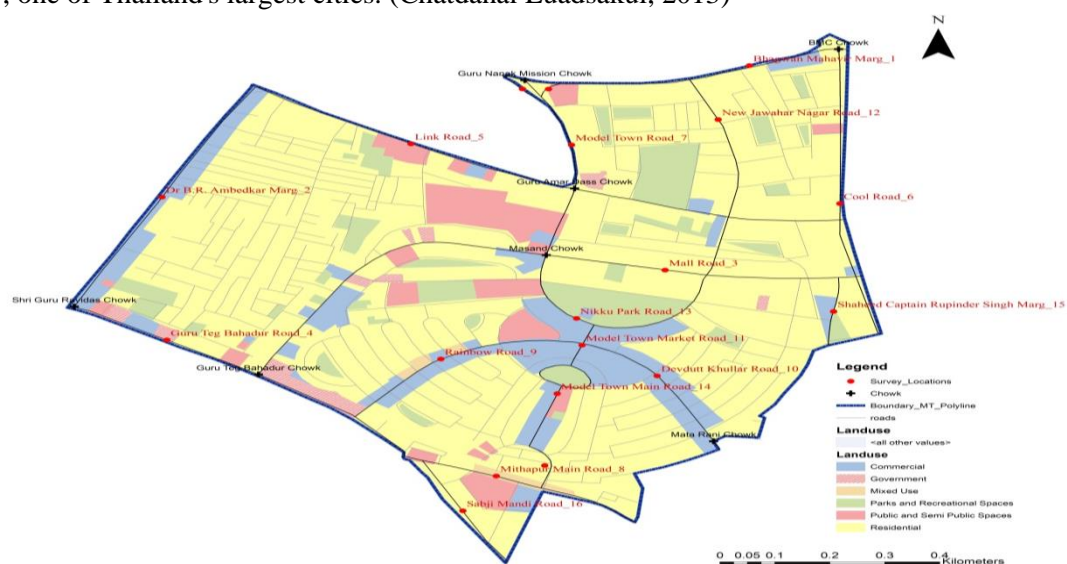 , one of Thailand's largest cities. (Chatdanai Luadsakul, 2015)
N
BMC Chowk
Bhagwan Mahavir Marg_1
Guru Nanak Mission Chowk
New Jawahar Nagar Road_12
Link Road_5
Model Town Road_7
Guru Amar Dass Chowk
Dr B.R. Ambedkar Marg_2
Cool Road_6
Masand Chowk
Mall Road_3
Shri Guru Ravidas Chowk
Nikku Park Road_13
Shaheed Captain Rupinder Singh Marg_15
Guru Teg Bahadur Road_4
Model Town Market Road_11
Rainbow Road_9
Guru Teg Bahadur Chowk
Devdutt Khullar Road_10
Model Town Main Road_14
Mata Rani Chowk
Mithapur Main Road_8
Sabji Mandi Road_16
Legend
Survey_Locations
Chowk
Boundary_MT_Polyline
roads
Landuse
<all other values>
Landuse
Commercial
Government
Mixed Use
Parks and Recreational Spaces
Public and Semi Public Spaces
Residential
0 0.05 0.1 0.2 0.3 0.4
Kilometers